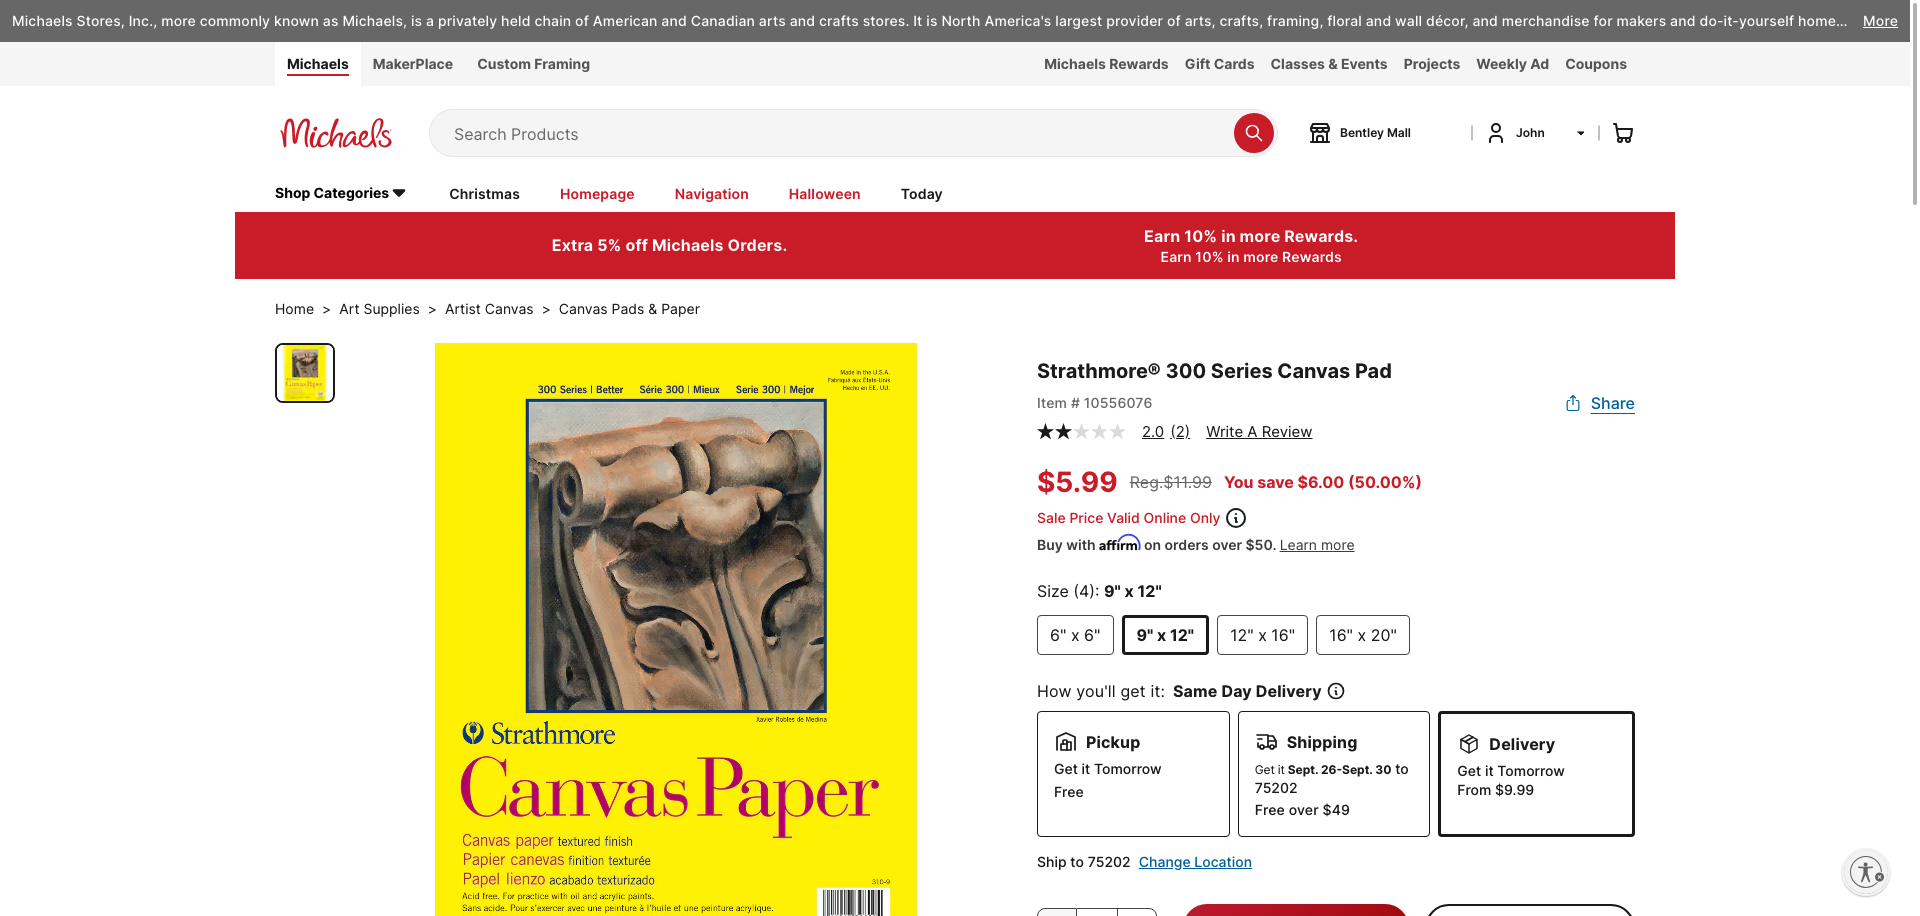 Michaels Stores, Inc., more commonly known as Michaels, is a privately held chain of American and Canadian arts and crafts stores. It is North America's largest provider of arts, crafts, framing, floral and wall décor, and merchandise for makers and do-it-yourself home... More
Michaels MakerPlace Custom Framing Michaels Rewards Gift Cards Classes & Events Projects Weekly Ad Coupons
Michaels Search Products Bentley Mall John
Shop Categories Christmas Homepage Navigation Halloween Today
Extra 5% off Michaels Orders.
Earn 10% in more Rewards.
Earn 10% in more Rewards
Home > Art Supplies > Artist Canvas > Canvas Pads & Paper
Made in the U.S.A.
Fabriqué aux États-Unis
Hecho en EE. UU.
300 Series | Better Série 300 | Mieux Serie 300 | Mejor
Xavier Robles de Medina
Strathmore
Canvas Paper
Canvas paper textured finish
Papier canevas finition texturée
Papel lienzo acabado texturizado
310-9
Acid free. For practice with oil and acrylic paints.
Sans acide. Pour s'exercer avec une peinture à l'huile et une peinture acrylique.
Strathmore® 300 Series Canvas Pad
Item # 10556076
Share
2.0 (2) Write A Review
$5.99 Reg.$11.99 You save $6.00 (50.00%)
Sale Price Valid Online Only
Buy with affirm on orders over $50. Learn more
Size (4): 9" x 12"
6" x 6" 9" x 12" 12" x 16" 16" x 20"
How you'll get it: Same Day Delivery
Pickup
Get it Tomorrow
Free
Shipping
Get it Sept. 26-Sept. 30 to
75202
Free over $49
Delivery
Get it Tomorrow
From $9.99
Ship to 75202 Change Location